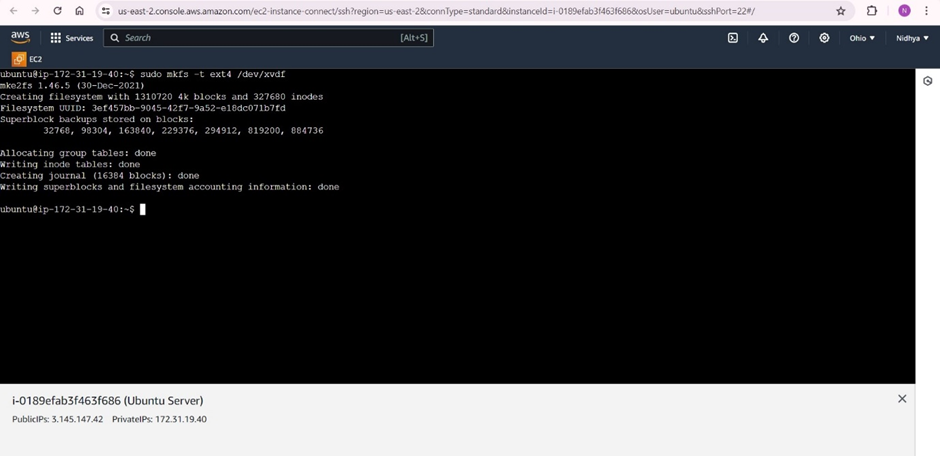 us-east-2.console.aws.amazon.com/ec2-instance-connect/ssh?region=us-east-2&connType=standard&instanceId=i-0189efab3f463f686&osUser=ubuntu&sshPort=22#/
N
aws
Services
Search
[Alt+S]
Ohio
Nidhya
EC2
ubuntu@ip-172-31-19-40:~$ sudo mkfs -t ext4 /dev/xvdf
mke2fs 1.46.5 (30-Dec-2021)
Creating filesystem with 1310720 4k blocks and 327680 inodes
Filesystem UUID: 3ef457bb-9045-42f7-9a52-e18dc071b7fd
Superblock backups stored on blocks:
32768, 98304, 163840, 229376, 294912, 819200, 884736
Allocating group tables: done
Writing inode tables: done
Creating journal (16384 blocks): done
Writing superblocks and filesystem accounting information: done
ubuntu@ip-172-31-19-40:~$
i-0189efab3f463f686 (Ubuntu Server)
PublicIPs: 3.145.147.42 PrivateIPs: 172.31.19.40